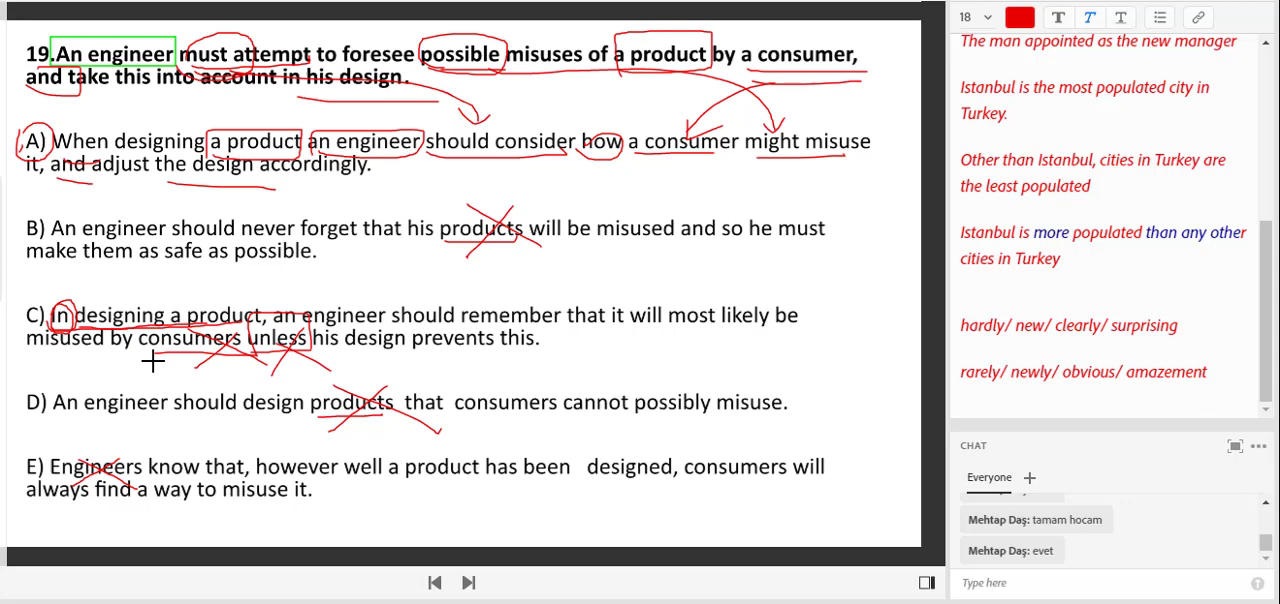 19.An engineer must attempt to foresee possible misuses of a product by a consumer,
and take this into account in his design.
A) When designing a product an engineer should consider how a consumer might misuse
it, and adjust the design accordingly.
B) An engineer should never forget that his products will be misused and so he must
make them as safe as possible.
C) In designing a product, an engineer should remember that it will most likely be
misused by consumers unless his design prevents this.
D) An engineer should design products that consumers cannot possibly misuse.
E) Engineers know that, however well a product has been designed, consumers will
always find a way to misuse it.
18 T T T
The man appointed as the new manager
Istanbul is the most populated city in
Turkey.
Other than Istanbul, cities in Turkey are
the least populated
Istanbul is more populated than any other
cities in Turkey
hardly/ new/ clearly/ surprising
rarely/ newly/ obvious/ amazement
CHAT
Everyone
Mehtap Daş: tamam hocam
Mehtap Daş: evet
Type here